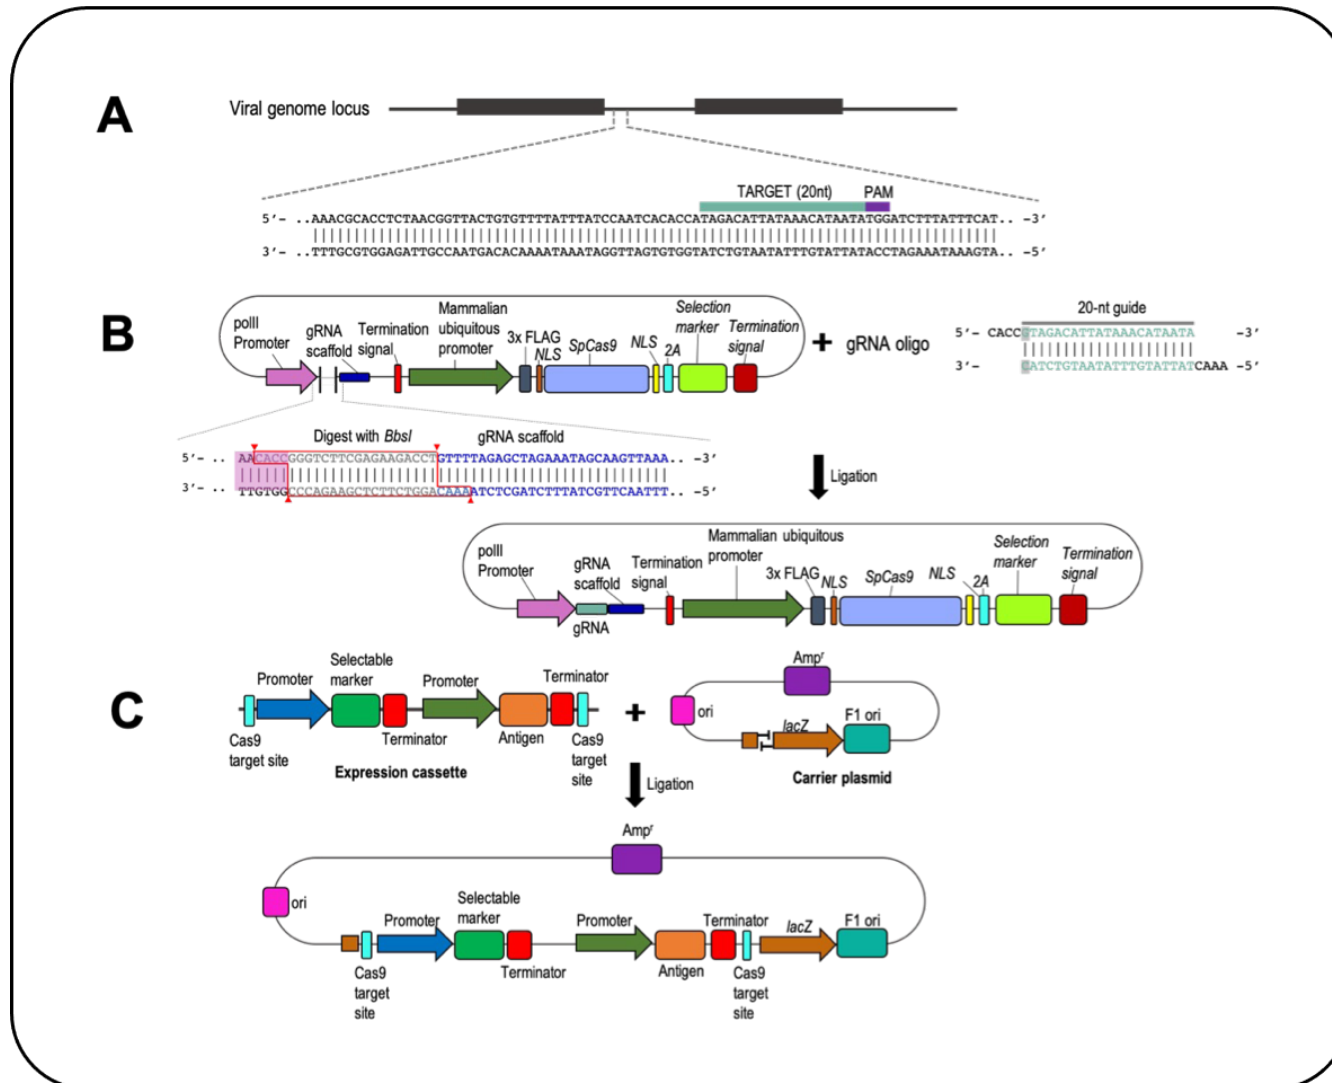 A
Viral genome locus
TARGET (20nt) PAM
5′- ..AAACGCACCTCTAACGGTTACTGTGTTTTATTTATCCAATCACACCATAGACATTATAAACATAATATGGATCTTTATTTCAT.. -3′
3′- ..TTTGCGTGGAGATTGCCAATGACACAAAATAAATAGGTTAGTGTGGTATCTGTAATATTTGTATTATACCTAGAAATAAAGTA.. -5′
B
polII
Promoter
gRNA
scaffold
Termination
signal
Mammalian
ubiquitous
promoter
3x FLAG
NLS
SpCas9
NLS
2A
Selection
marker
Termination
signal
+
gRNA oligo
20-nt guide
5′- CACCGTAGACATTATAAACATAATA -3′
3′- CATCTGTAATATTTGTATTATCAAA -5′
Digest with BbsI
gRNA scaffold
5′- .. AACACCGGGTCTTCGAGAAGACCTGTTTTAGAGCTAGAAATAGCAAGTTAAA.. -3′
3′- .. TTGTGGCCCAGAAGCTCTTCTGGACAAAATCTCGATCTTTATCGTTCAATTT.. -5′
Ligation
polII
Promoter
gRNA
scaffold
gRNA
Termination
signal
Mammalian ubiquitous
promoter
3x FLAG
NLS
SpCas9
NLS
2A
Selection
marker
Termination
signal
C
Cas9
target site
Promoter
Selectable
marker
Terminator
Promoter
Antigen
Terminator
Cas9
target
site
Expression cassette
+
Ampʳ
ori
lacZ
F1 ori
Carrier plasmid
Ligation
Ampʳ
ori
Cas9
target
site
Promoter
Selectable
marker
Terminator
Promoter
Antigen
Terminator
Cas9
target
site
lacZ
F1 ori